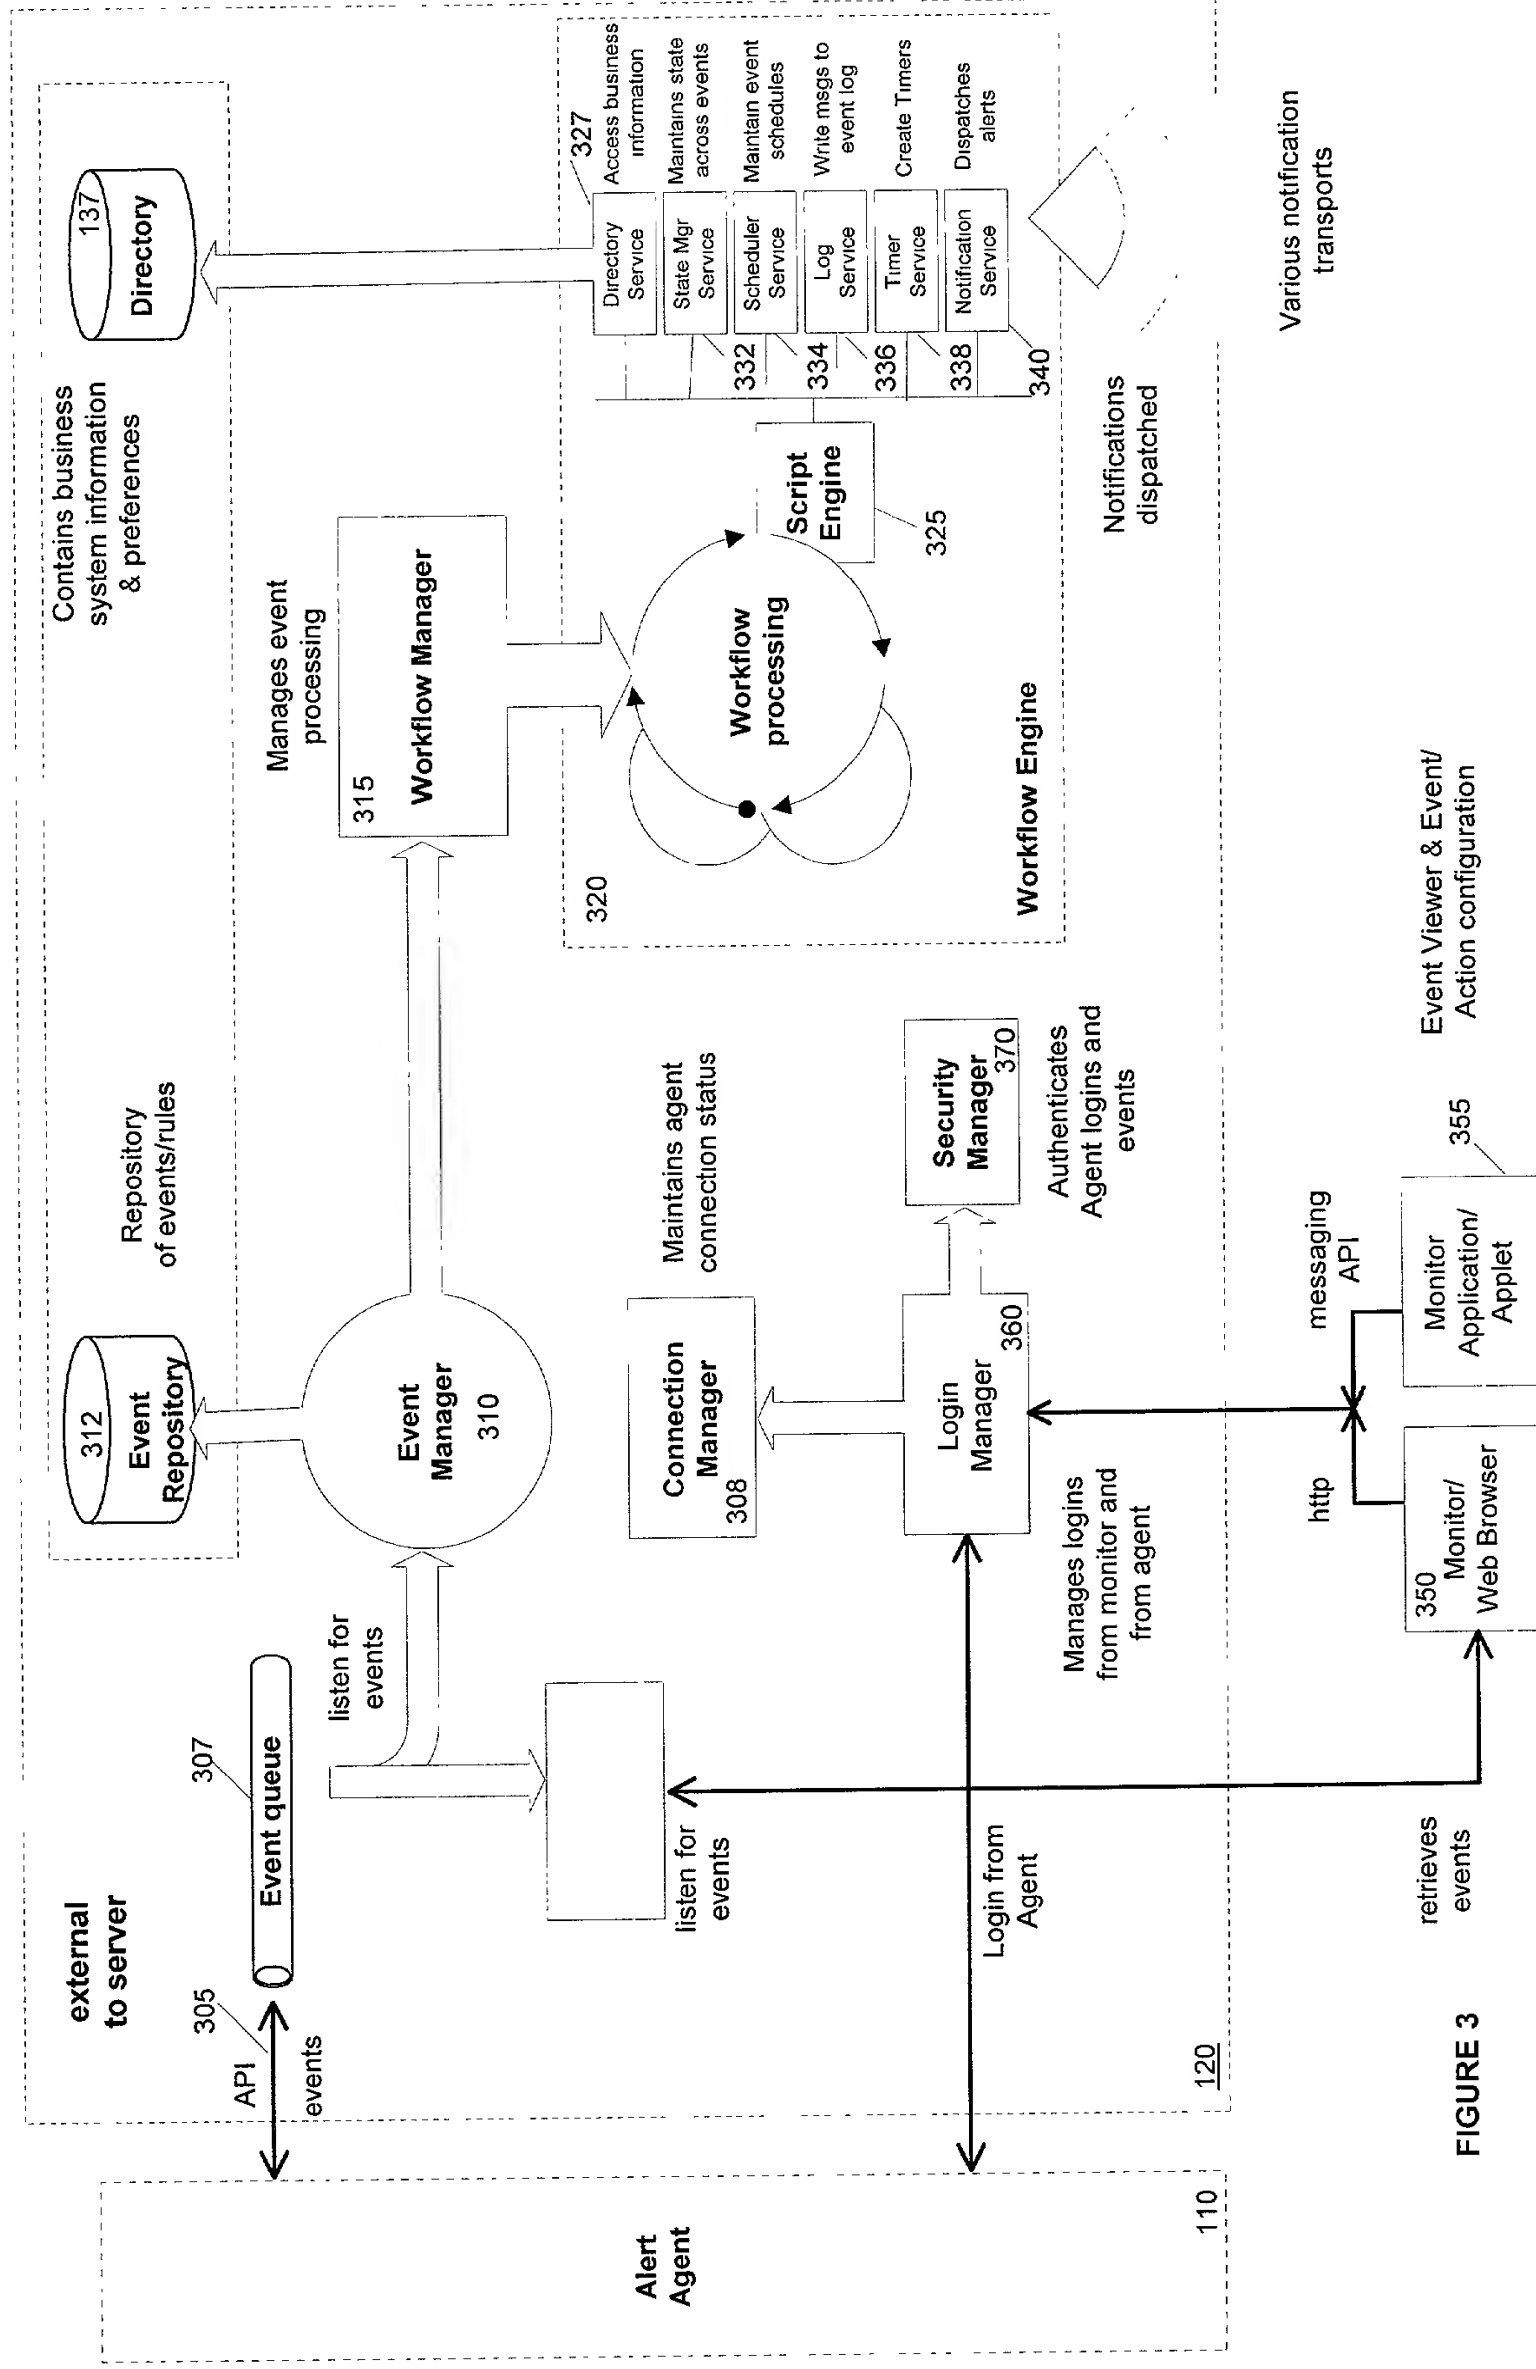 external
to server
Contains business
system information
& preferences
137
Directory
Repository
of events/rules
312
Event
Repository
307
Event queue
305
API
events
listen for
events
Event
Manager
310
Manages event
processing
315
Workflow Manager
327
Directory
Service
Access business
information
State Mgr
Service
Maintains state
across events
332
Scheduler
Service
Maintain event
schedules
334
Log
Service
Write msgs to
event log
336
Timer
Service
Create Timers
338
Notification
Service
Dispatches
alerts
340
Script
Engine
325
Workflow
processing
320
Workflow Engine
Alert
Agent
110
listen for
events
Connection
Manager
308
Maintains agent
connection status
Login
Manager
360
Security
Manager
370
Authenticates
Agent logins and
events
Login from
Agent
Manages logins
from monitor and
from agent
Notifications
dispatched
120
Various notification
transports
http
messaging
API
retrieves
events
350
Monitor/
Web Browser
Monitor
Application/
Applet
355
Event Viewer & Event/
Action configuration
FIGURE 3